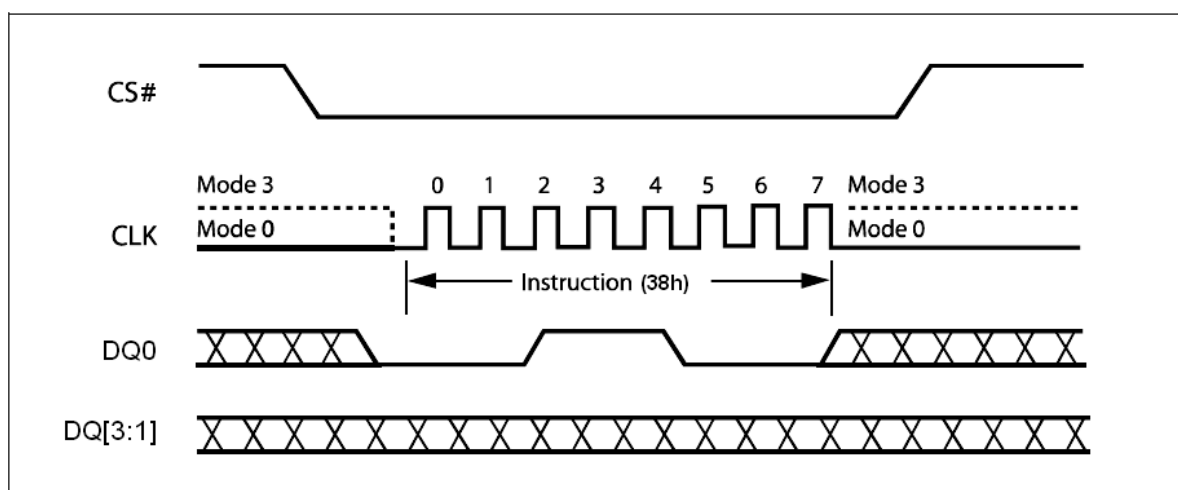 CS#
Mode 3 0 1 2 3 4 5 6 7 Mode 3
CLK Mode 0 Mode 0
Instruction (38h)
DQ0
DQ[3:1]